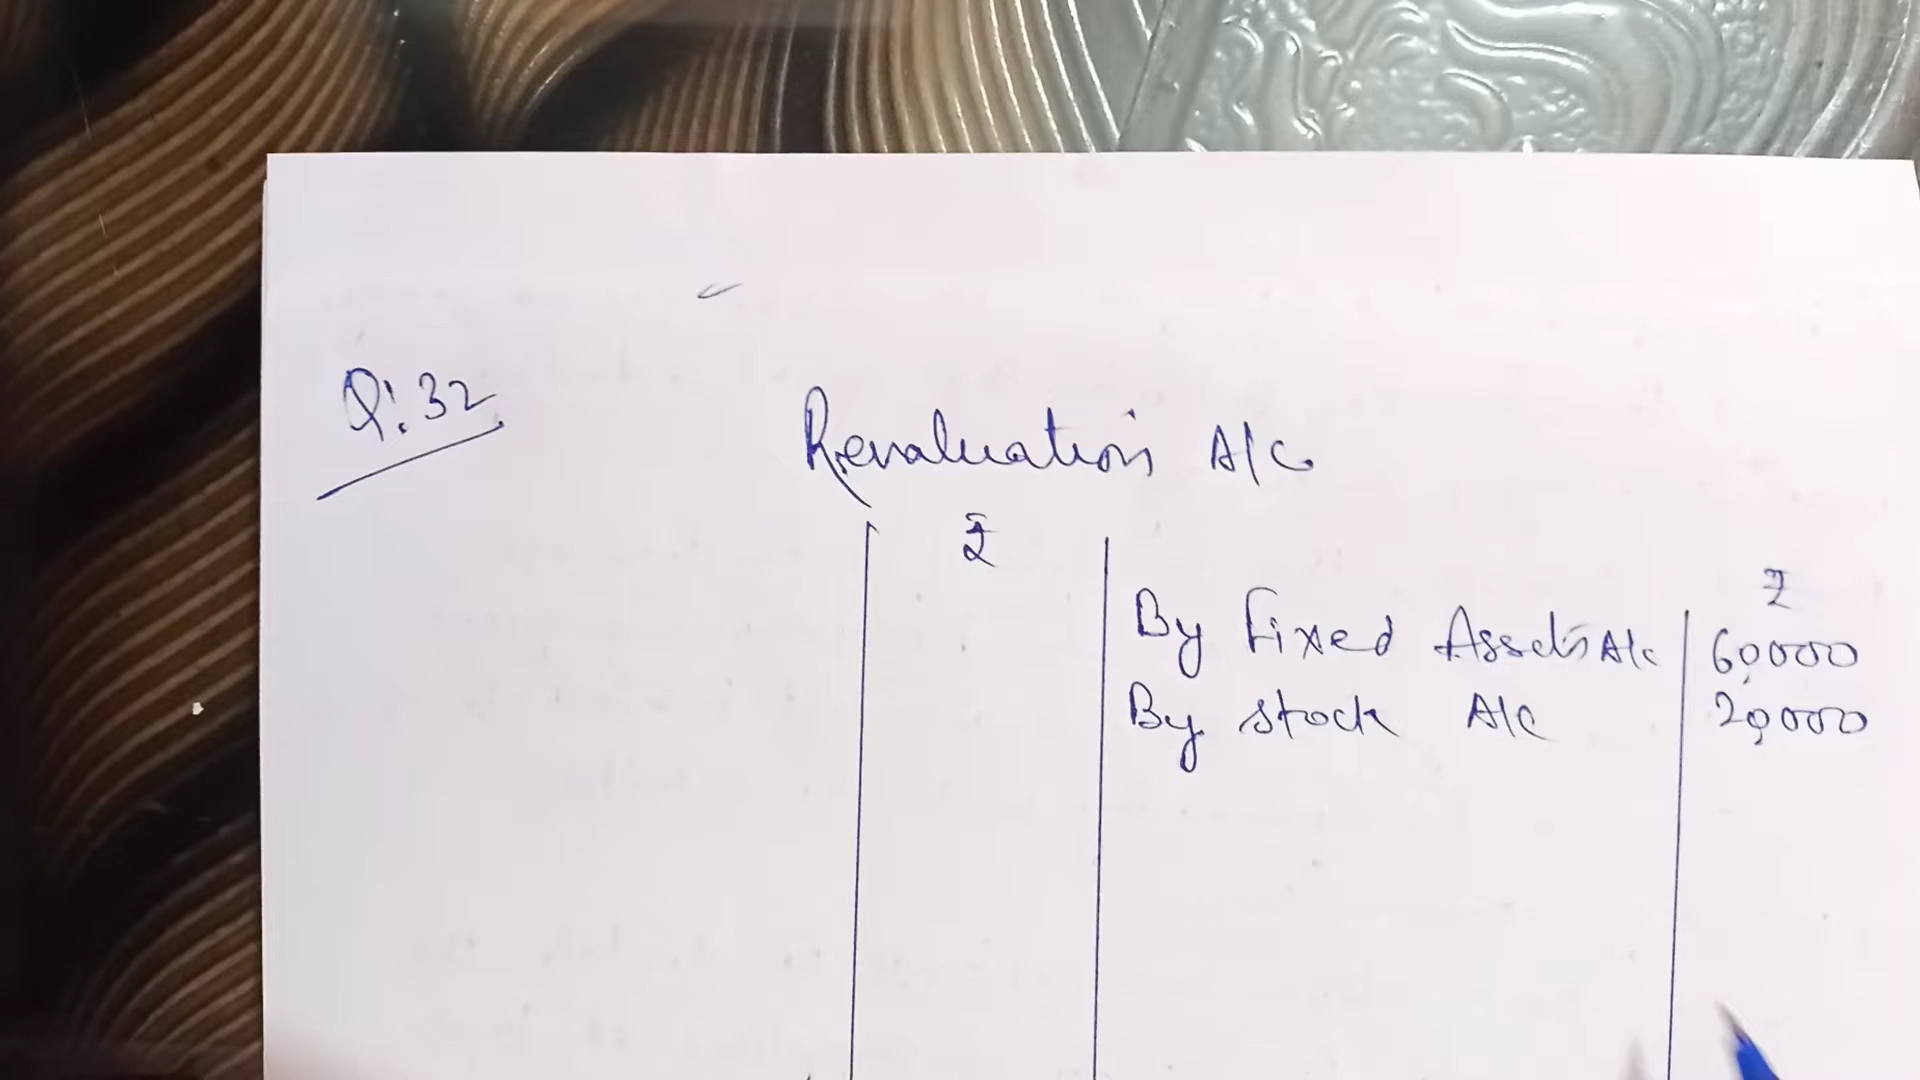 Q:32
Revaluation A/c
₹
₹
By Fixed Assets A/c 60,000
By Stock A/c 20,000